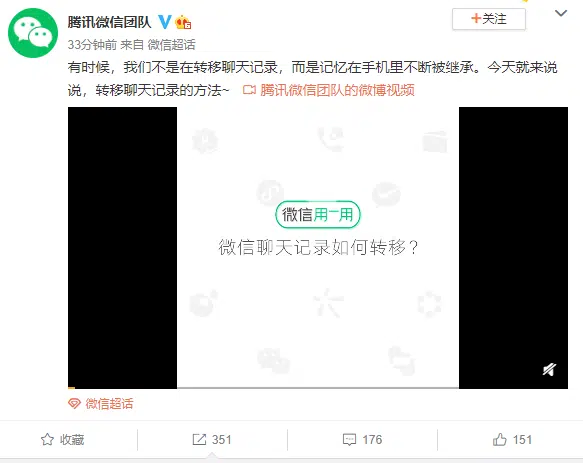 腾讯微信团队
+关注
33分钟前 来自 微信超话
有时候，我们不是在转移聊天记录，而是记忆在手机里不断被继承。今天就来说
说，转移聊天记录的方法~ 腾讯微信团队的微博视频
微信用一用
微信聊天记录如何转移？
微信超话
收藏
351
176
151